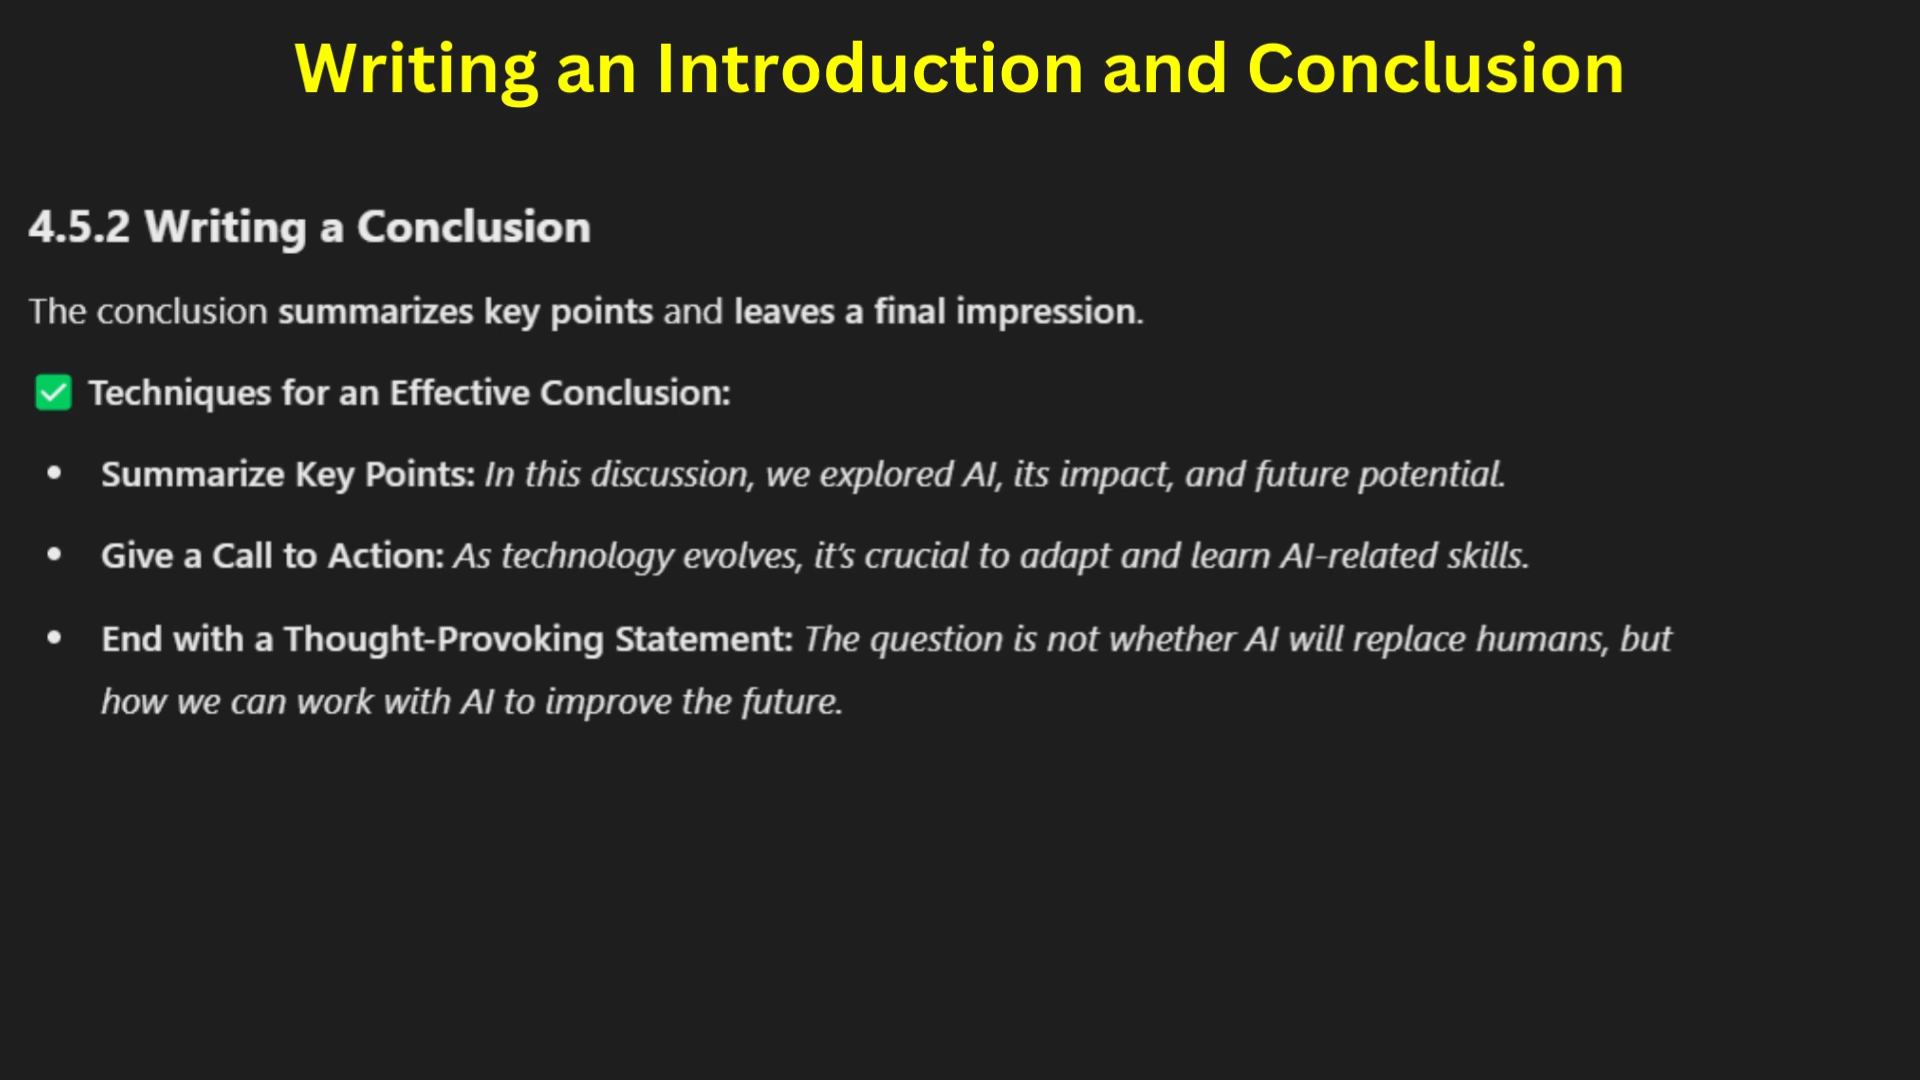 Writing an Introduction and Conclusion
4.5.2 Writing a Conclusion
The conclusion summarizes key points and leaves a final impression.
✅ Techniques for an Effective Conclusion:
• Summarize Key Points: In this discussion, we explored AI, its impact, and future potential.
• Give a Call to Action: As technology evolves, it's crucial to adapt and learn AI-related skills.
• End with a Thought-Provoking Statement: The question is not whether AI will replace humans, but
how we can work with AI to improve the future.